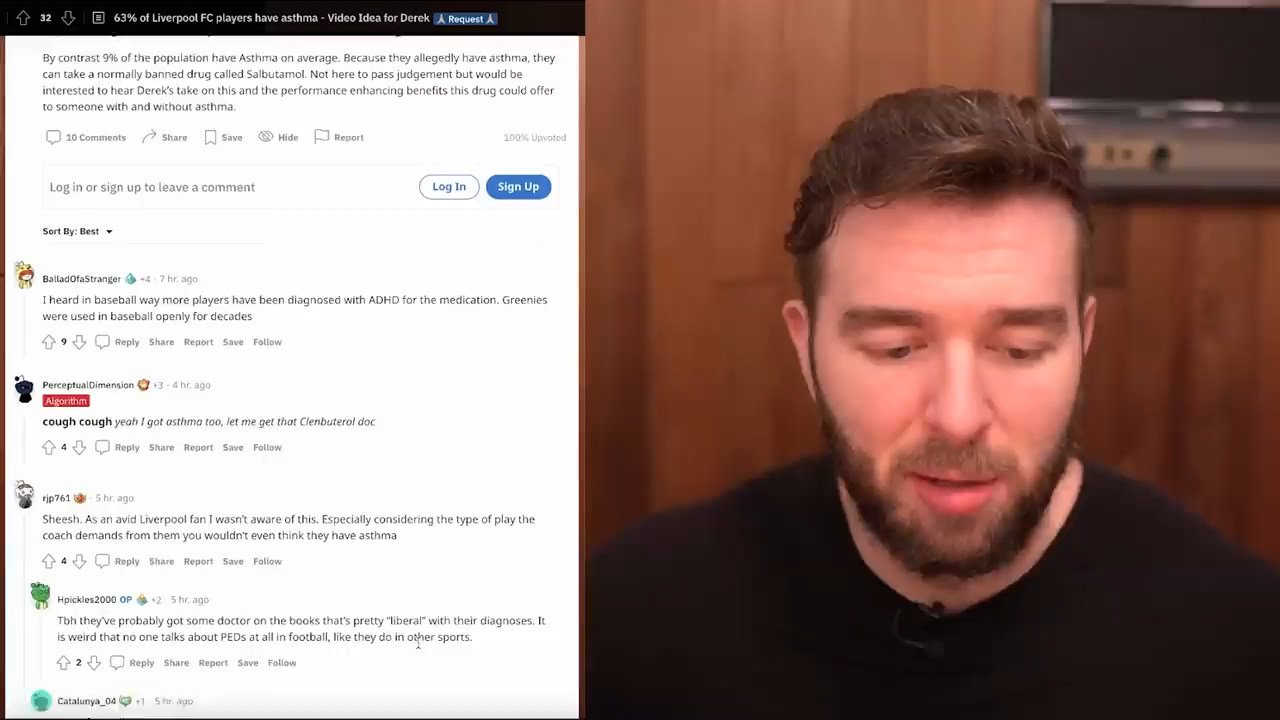 32 63% of Liverpool FC players have asthma - Video Idea for Derek Request
By contrast 9% of the population have Asthma on average. Because they allegedly have asthma, they
can take a normally banned drug called Salbutamol. Not here to pass judgement but would be
interested to hear Derek's take on this and the performance enhancing benefits this drug could offer
to someone with and without asthma.
10 Comments Share Save Hide Report 100% Upvoted
Log in or sign up to leave a comment Log In Sign Up
Sort By: Best
BalladOfaStranger +4 · 7 hr. ago
I heard in baseball way more players have been diagnosed with ADHD for the medication. Greenies
were used in baseball openly for decades
9 Reply Share Report Save Follow
PerceptualDimension +3 · 4 hr. ago
Algorithm
cough cough yeah I got asthma too, let me get that Clenbuterol doc
4 Reply Share Report Save Follow
rjp761 · 5 hr. ago
Sheesh. As an avid Liverpool fan I wasn't aware of this. Especially considering the type of play the
coach demands from them you wouldn't even think they have asthma
4 Reply Share Report Save Follow
Hpickles2000 OP +2 · 5 hr. ago
Tbh they've probably got some doctor on the books that's pretty "liberal" with their diagnoses. It
is weird that no one talks about PEDs at all in football, like they do in other sports.
2 Reply Share Report Save Follow
Catalunya_04 +1 5 hr. ago